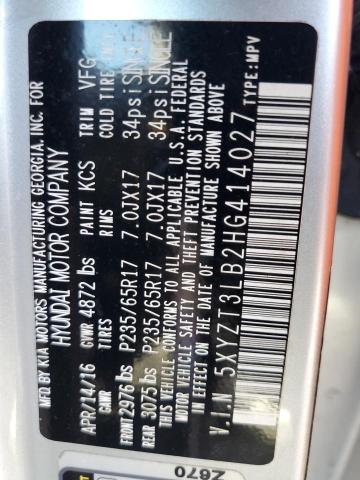 MFD. BY KIA MOTORS MANUFACTURING GEORGIA, INC. FOR
HYUNDAI MOTOR COMPANY
APR/14/16 PAINT KCS TRIM VFG
GVWR 4872 lbs
GAWR TIRES RIMS COLD TIRE
FRONT 2976 lbs P235/65R17 7.0JX17 34psi SINGLE
REAR 3075 lbs P235/65R17 7.0JX17 34psi SINGLE
THIS VEHICLE CONFORMS TO ALL APPLICABLE U.S.A. FEDERAL
MOTOR VEHICLE SAFETY AND THEFT PREVENTION STANDARDS
IN EFFECT ON THE DATE OF MANUFACTURE SHOWN ABOVE
V.I.N 5XYZT3LB2HG414027 TYPE:MPV
Z670